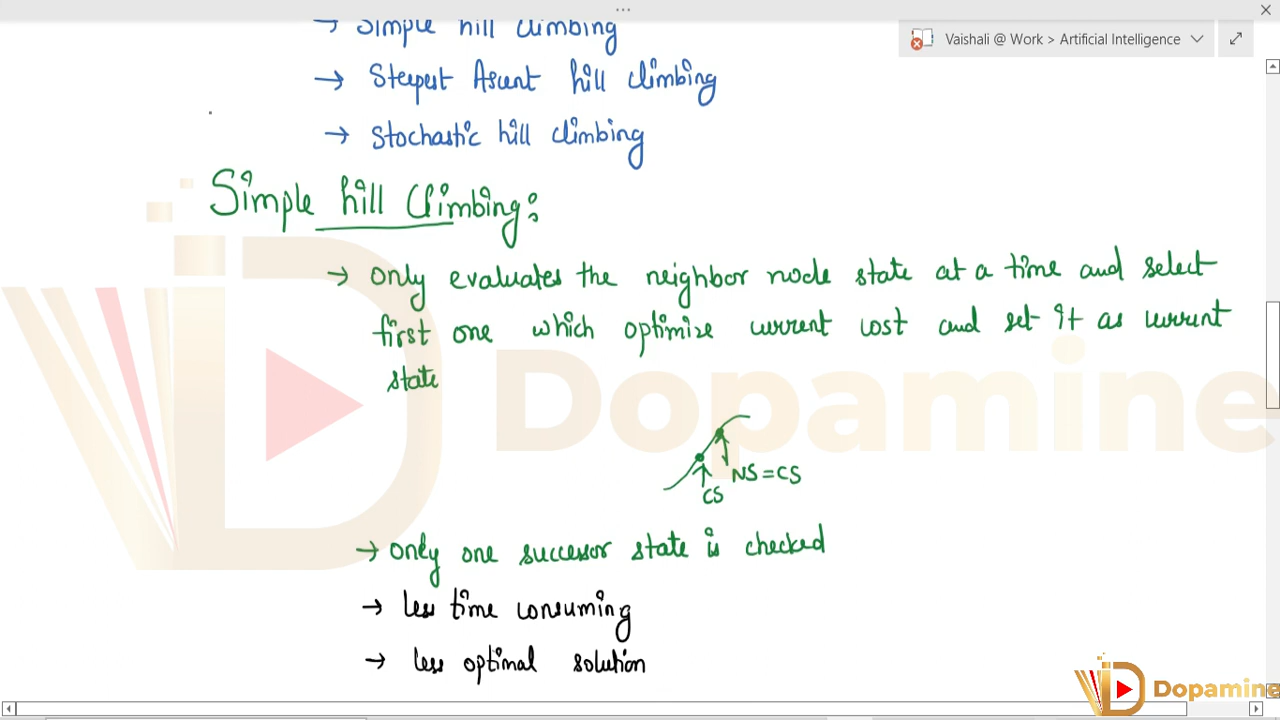 ...
→ Simple hill climbing
Vaishali @ Work > Artificial Intelligence
→ Steepest Ascent hill climbing
→ Stochastic hill climbing
Simple hill Climbing:
→ only evaluates the neighbor node state at a time and select
first one which optimize current cost and set it as current
state
Dopamine
NS = CS
CS
→ only one successor state is checked
→ less time consuming
→ less optimal solution
Dopamine